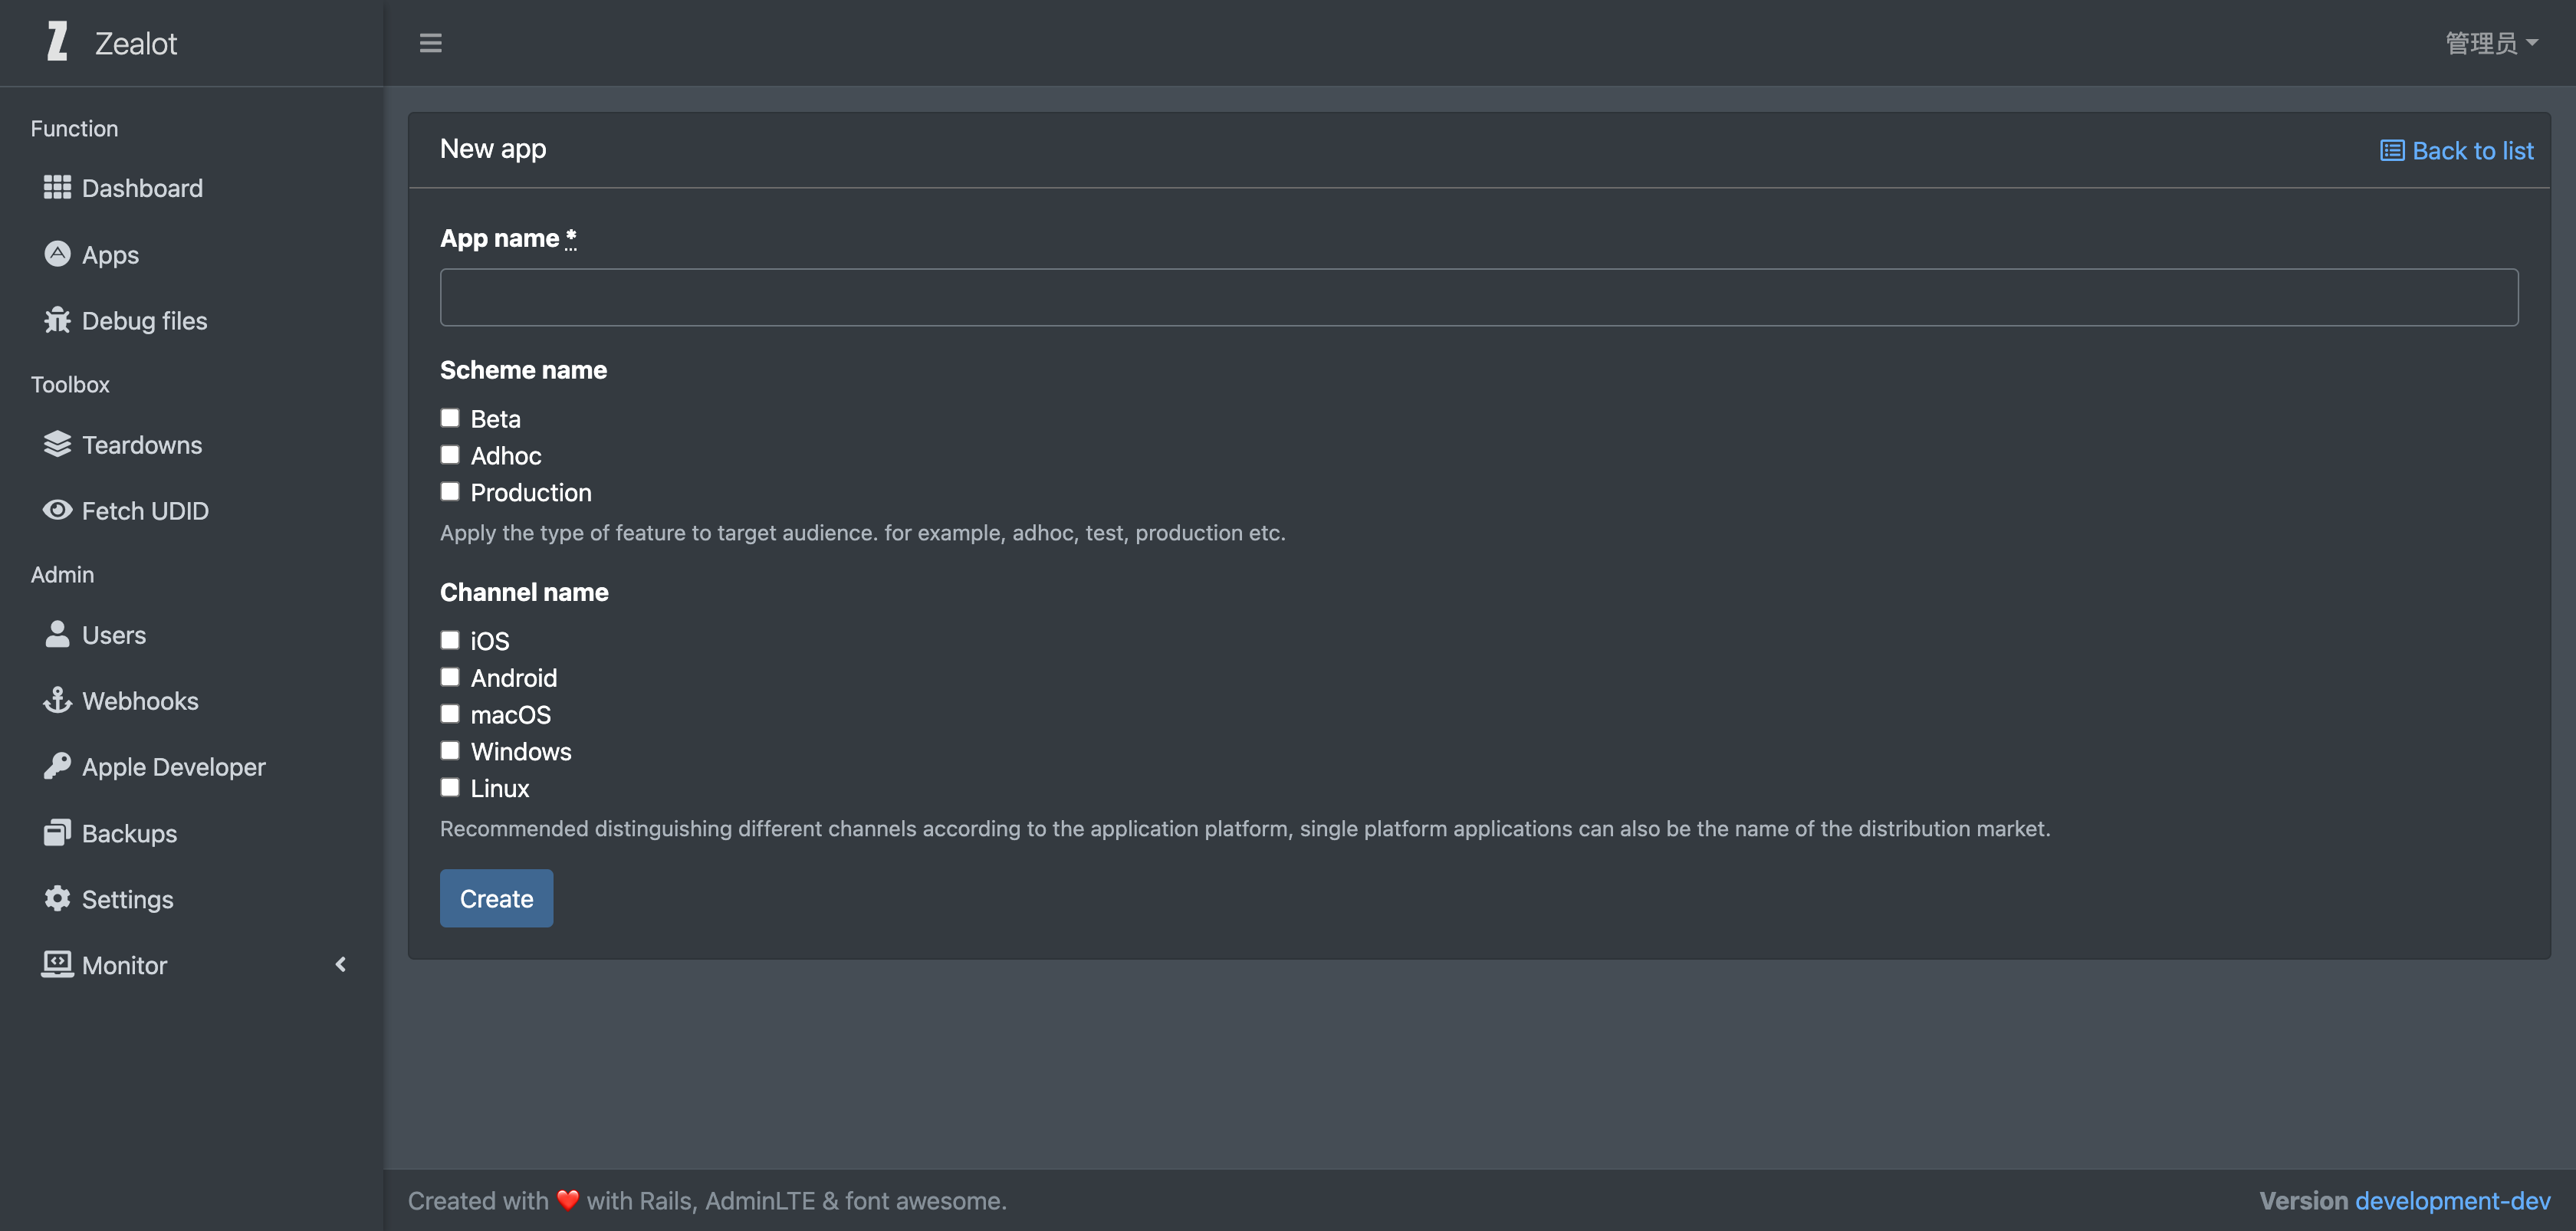 Zealot
管理员
Function
Dashboard
Apps
Debug files
Toolbox
Teardowns
Fetch UDID
Admin
Users
Webhooks
Apple Developer
Backups
Settings
Monitor
New app
Back to list
App name *
Scheme name
Beta
Adhoc
Production
Apply the type of feature to target audience. for example, adhoc, test, production etc.
Channel name
iOS
Android
macOS
Windows
Linux
Recommended distinguishing different channels according to the application platform, single platform applications can also be the name of the distribution market.
Create
Created with ❤️ with Rails, AdminLTE & font awesome.
Version development-dev